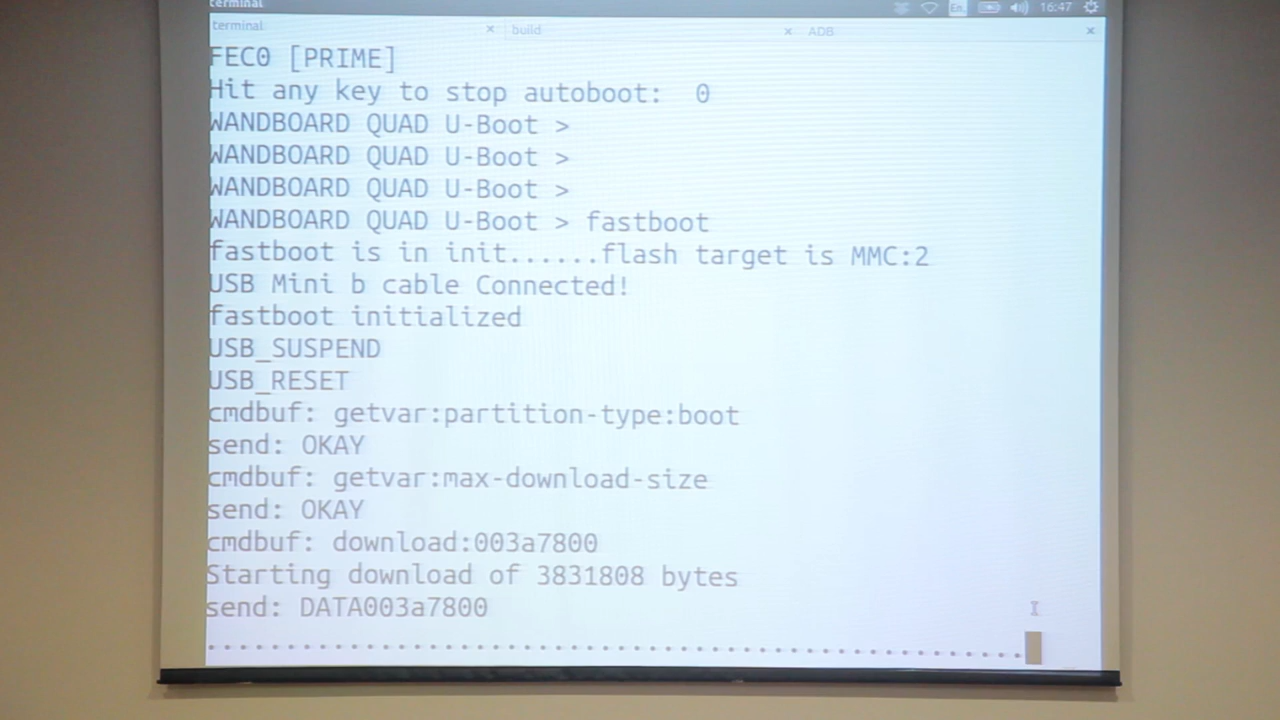 terminal
En 16:47
terminal × build × ADB ×
FEC0 [PRIME]
Hit any key to stop autoboot:  0
WANDBOARD QUAD U-Boot >
WANDBOARD QUAD U-Boot >
WANDBOARD QUAD U-Boot >
WANDBOARD QUAD U-Boot > fastboot
fastboot is in init......flash target is MMC:2
USB Mini b cable Connected!
fastboot initialized
USB_SUSPEND
USB_RESET
cmdbuf: getvar:partition-type:boot
send: OKAY
cmdbuf: getvar:max-download-size
send: OKAY
cmdbuf: download:003a7800
Starting download of 3831808 bytes
send: DATA003a7800
....................................................